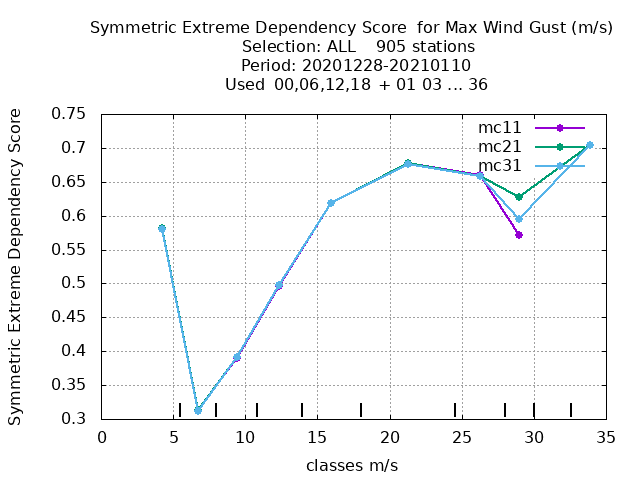 Symmetric Extreme Dependency Score  for Max Wind Gust (m/s)
Selection: ALL    905 stations
Period: 20201228-20210110
Used  00,06,12,18  + 01 03 ... 36
Symmetric Extreme Dependency Score
0.75
0.7
0.65
0.6
0.55
0.5
0.45
0.4
0.35
0.3
mc11
mc21
mc31
0 5 10 15 20 25 30 35
classes m/s